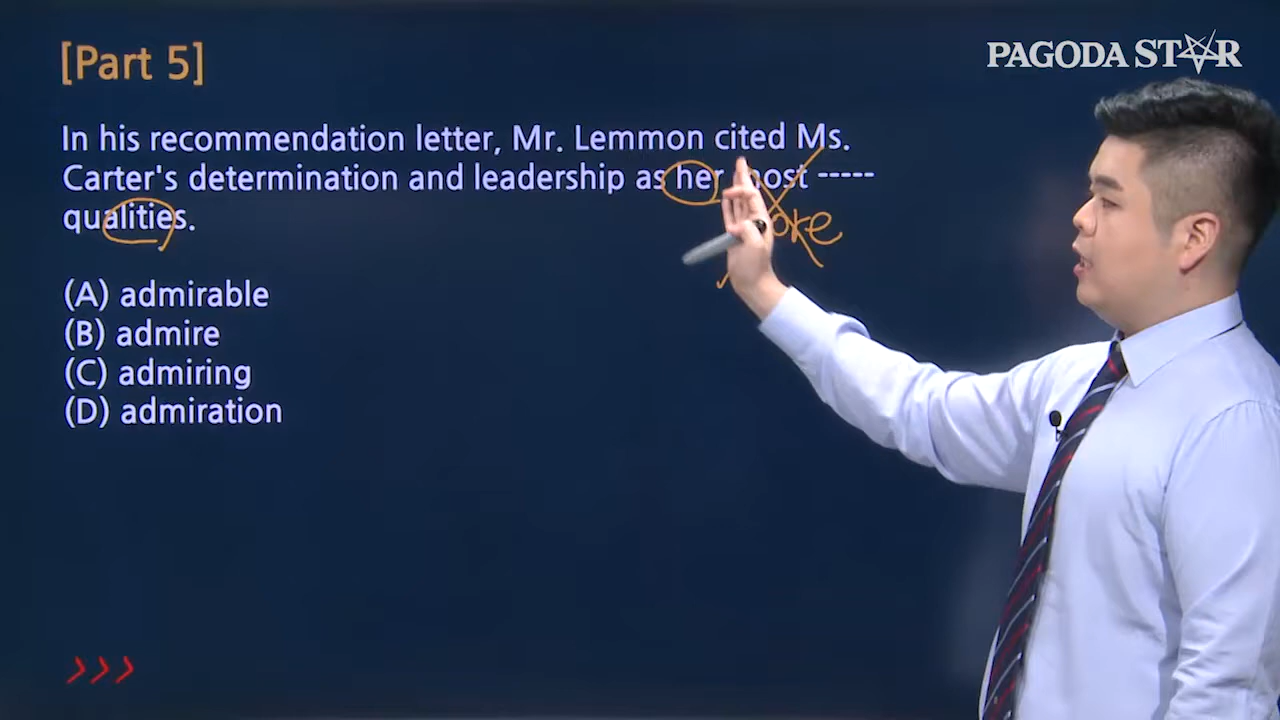 [Part 5]
PAGODA STAR
In his recommendation letter, Mr. Lemmon cited Ms.
Carter's determination and leadership as her most -----
qualities.
(A) admirable
(B) admire
(C) admiring
(D) admiration
>>>